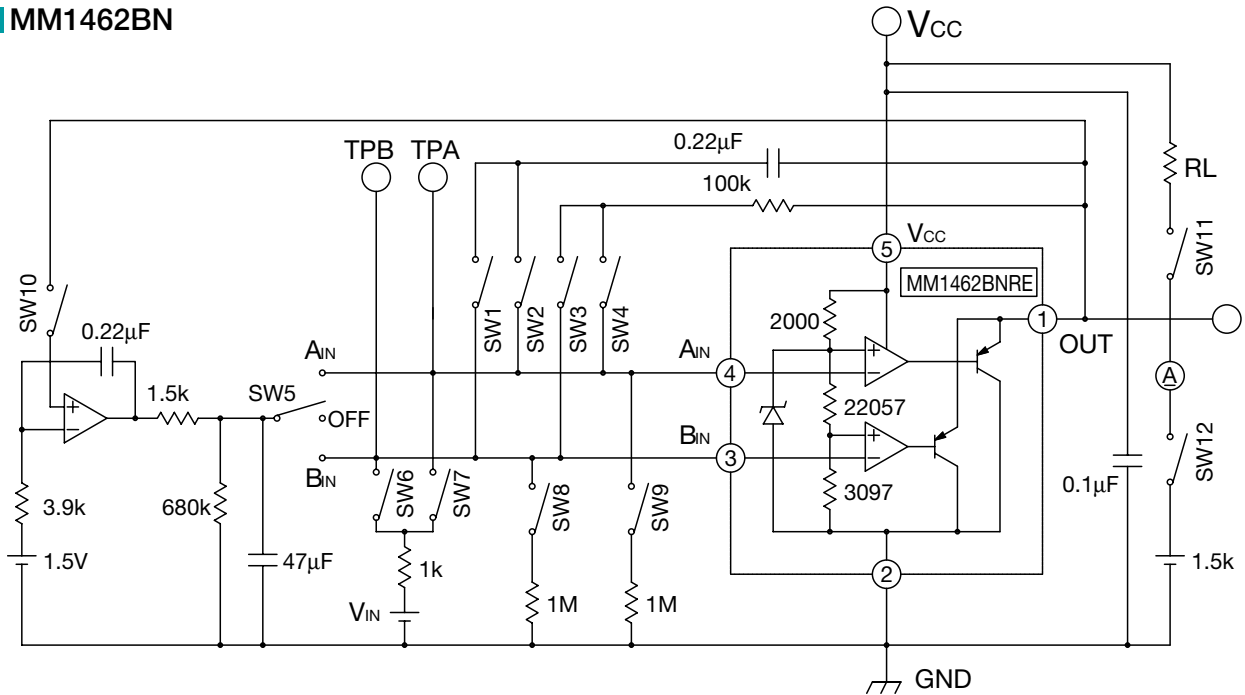 MM1462BN
VCC
TPB
TPA
0.22µF
100k
RL
SW11
SW10
0.22µF
1.5k
SW5
OFF
AIN
BIN
SW1
SW2
SW3
SW4
5
VCC
MM1462BNRE
2000
1
OUT
AIN
4
22057
BIN
3
3097
A
SW12
0.1µF
1.5k
3.9k
1.5V
680k
47µF
SW6
SW7
1k
VIN
SW8
SW9
1M
1M
2
GND